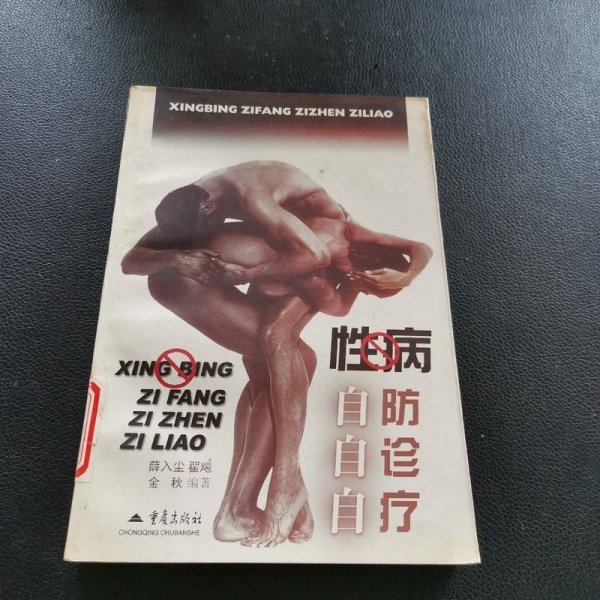 XINGBING ZIFANG ZIZHEN ZILIAO
性病
自防
自诊
自疗
XING BING
ZI FANG
ZI ZHEN
ZI LIAO
薛入尘 翟飚
金秋 编著
重庆出版社
CHONGQING CHUBANSHE